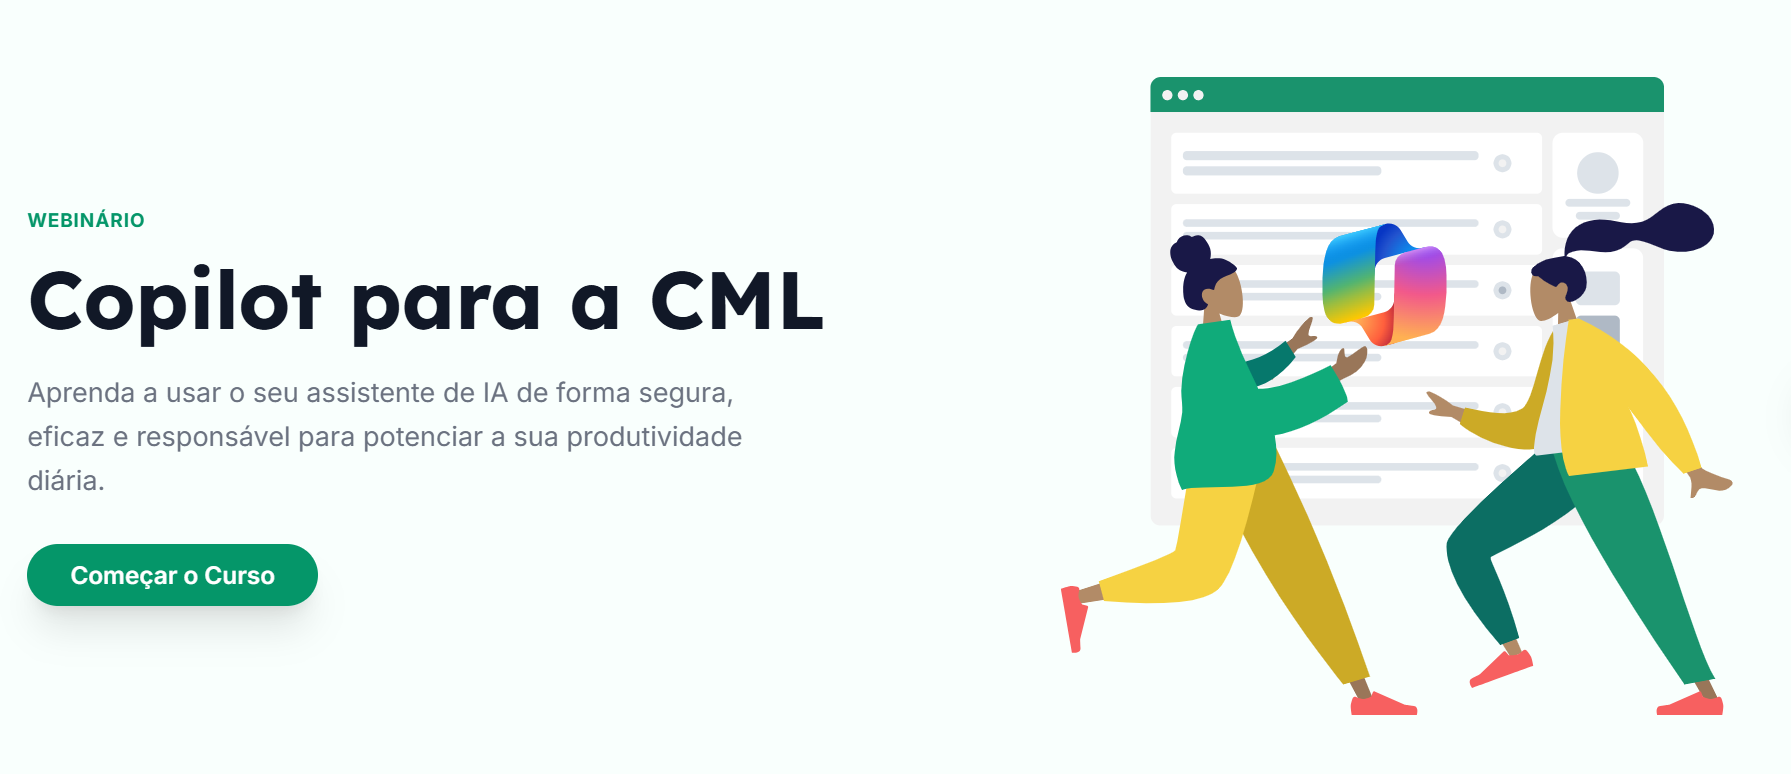 WEBINÁRIO
Copilot para a CML
Aprenda a usar o seu assistente de IA de forma segura,
eficaz e responsável para potenciar a sua produtividade
diária.
Começar o Curso